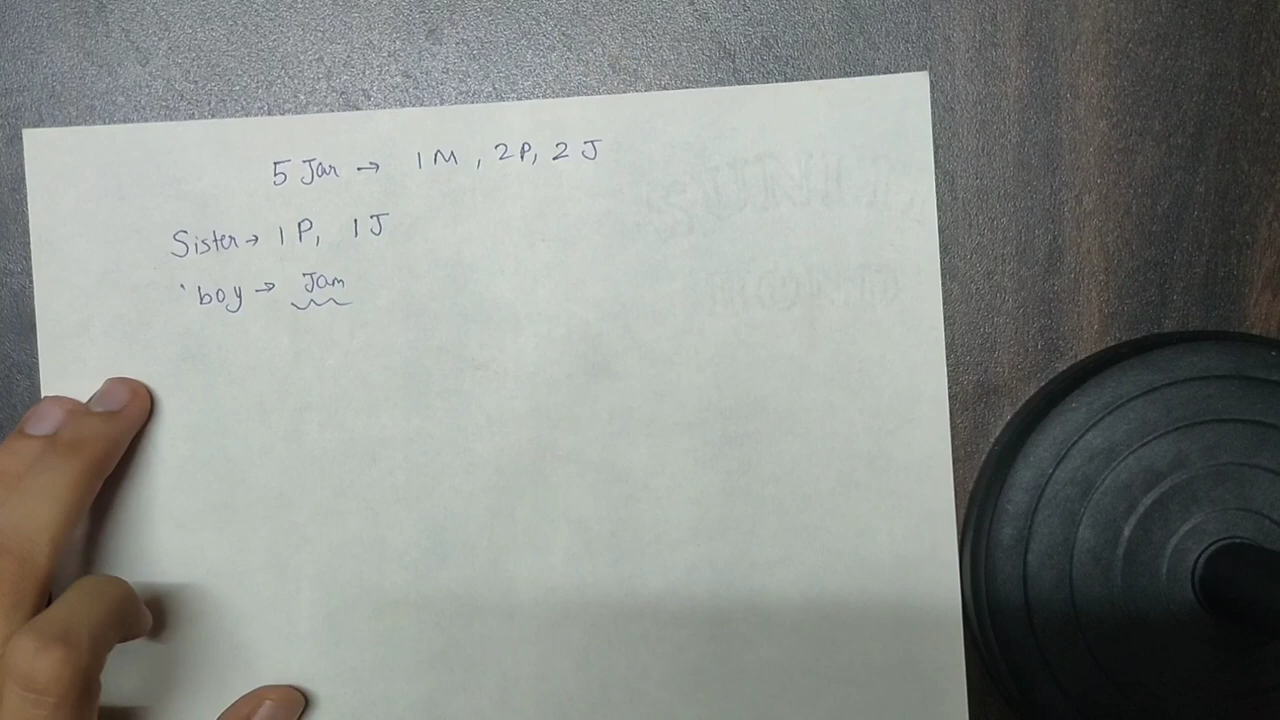 5 Jar → 1 M , 2 P, 2 J
Sister → 1 P, 1 J
boy → Jam